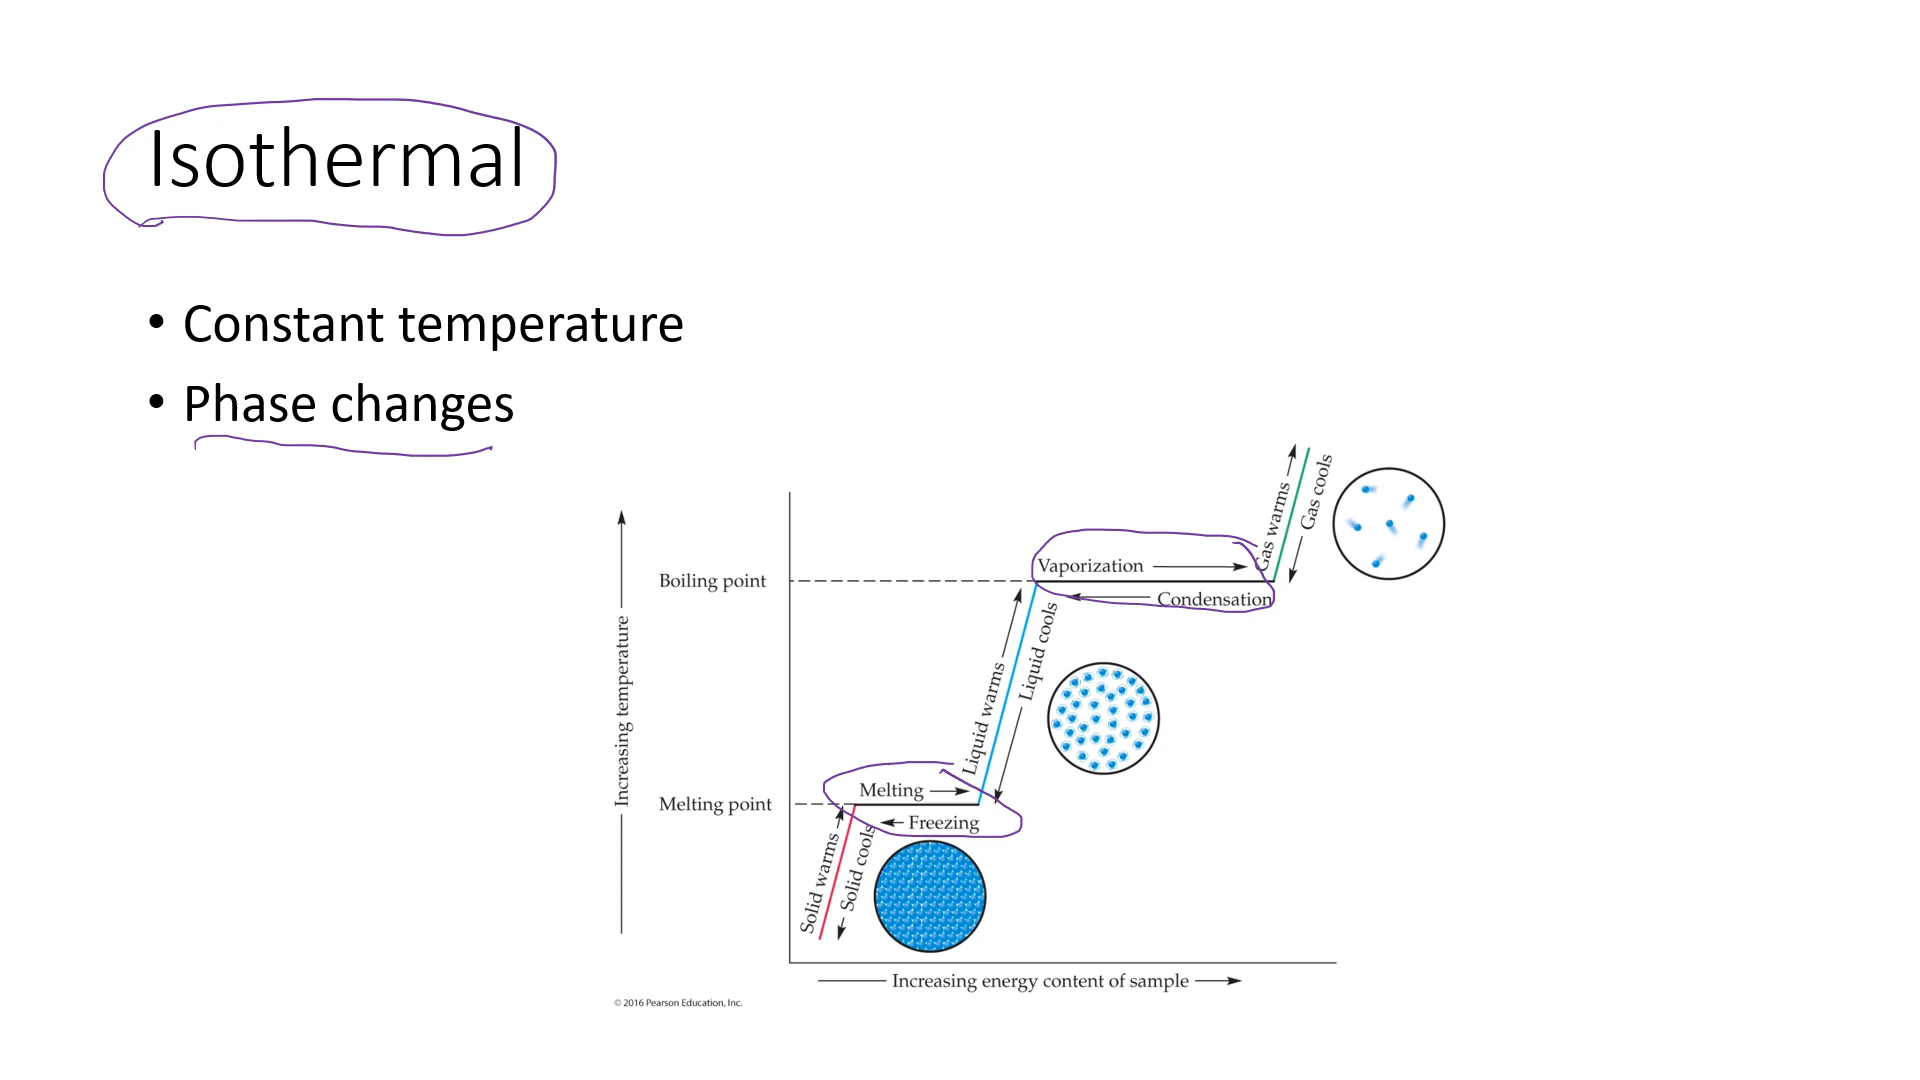 Isothermal
• Constant temperature
• Phase changes
Increasing temperature
Boiling point
Melting point
Solid warms
Solid cools
Melting
Freezing
Liquid warms
Liquid cools
Vaporization
Condensation
Gas warms
Gas cools
Increasing energy content of sample
© 2016 Pearson Education, Inc.